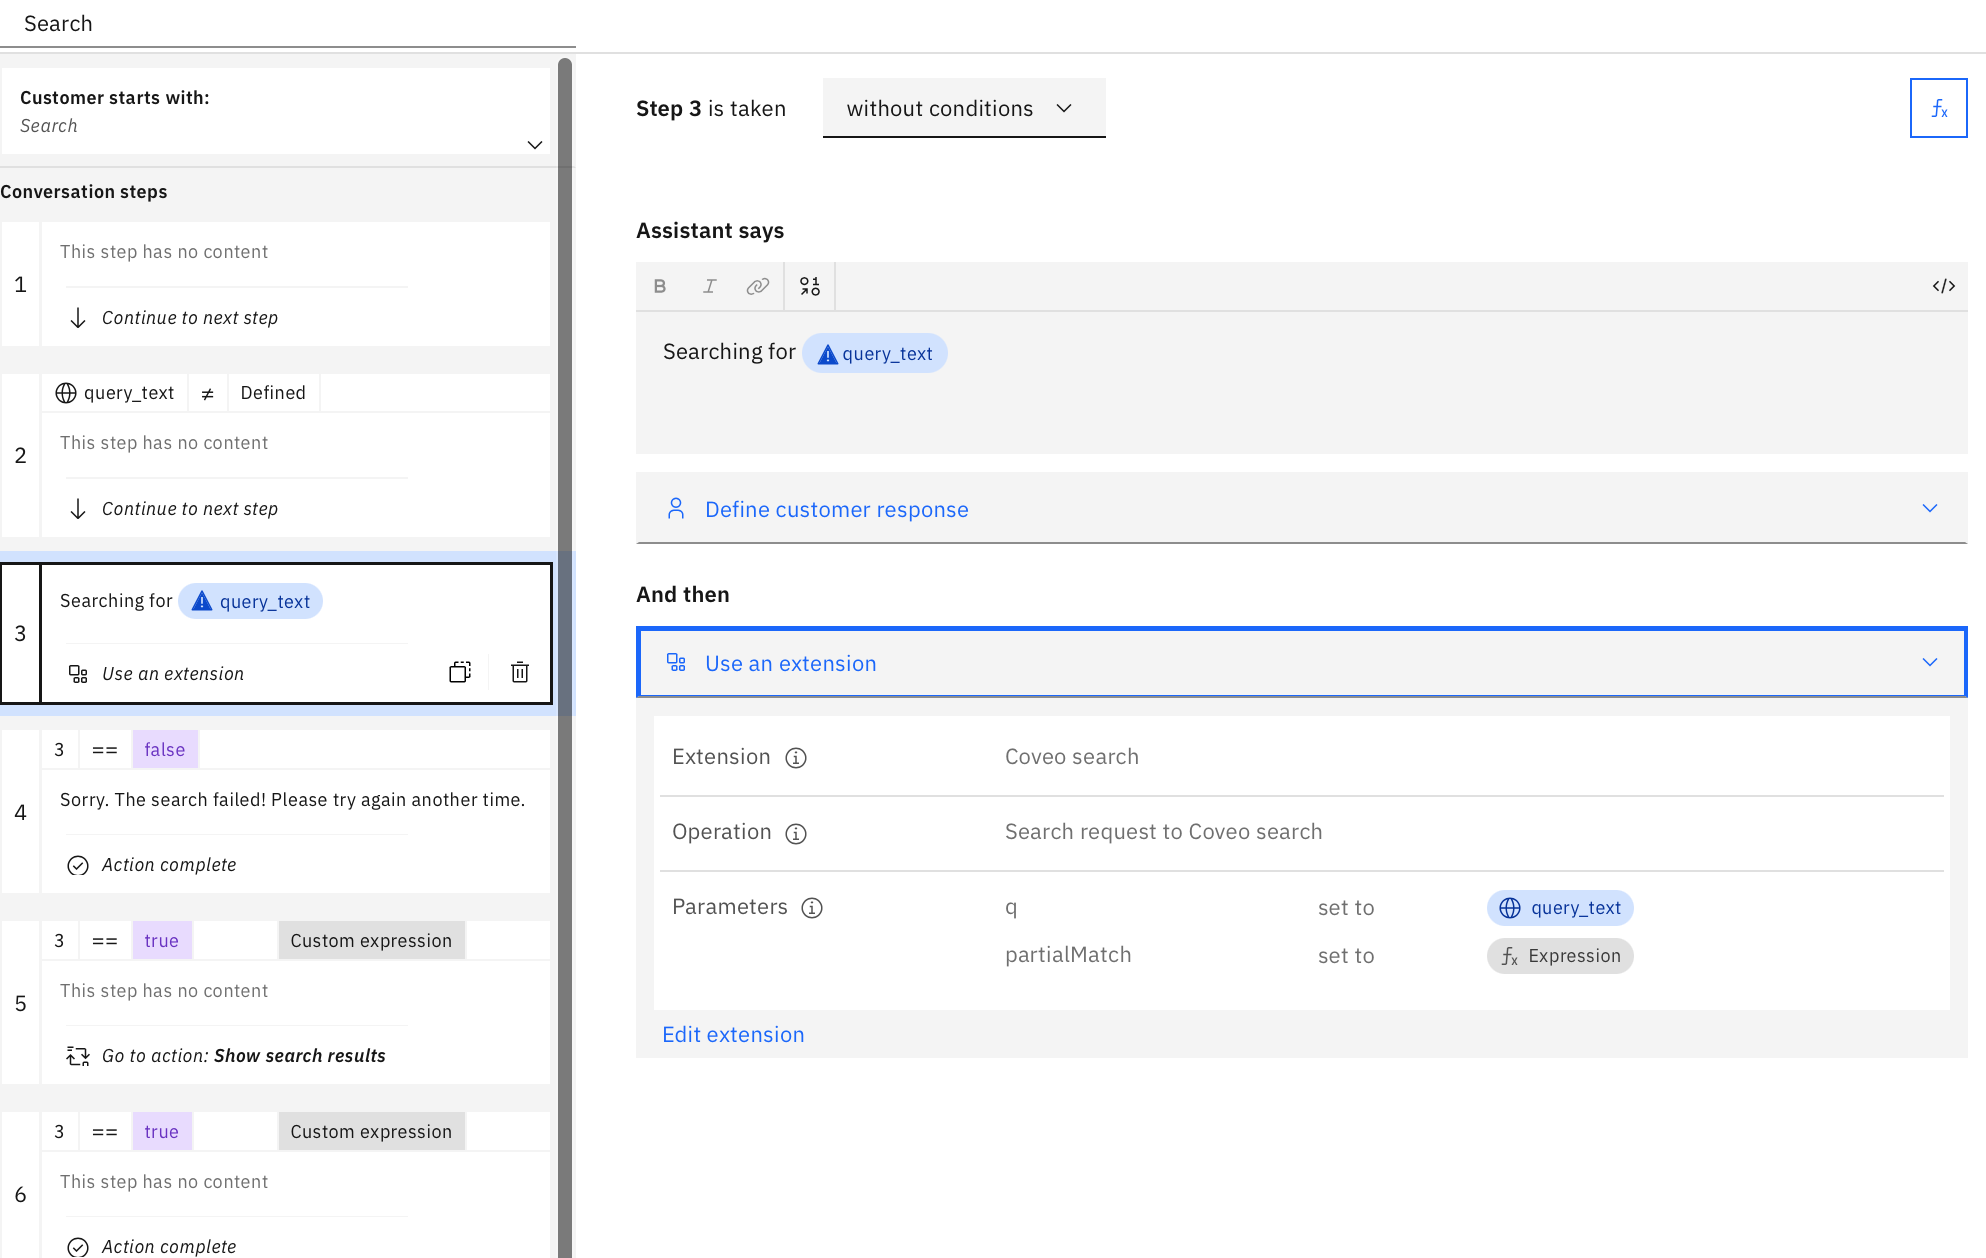 Search
Customer starts with:
Search
Conversation steps
1
This step has no content
Continue to next step
2
query_text ≠ Defined
This step has no content
Continue to next step
3
Searching for query_text
Use an extension
4
3 == false
Sorry. The search failed! Please try again another time.
Action complete
5
3 == true Custom expression
This step has no content
Go to action: Show search results
6
3 == true Custom expression
This step has no content
Action complete
Step 3 is taken without conditions
fx
Assistant says
B I </>
Searching for query_text
Define customer response
And then
Use an extension
Extension Coveo search
Operation Search request to Coveo search
Parameters q set to query_text
partialMatch set to fx Expression
Edit extension